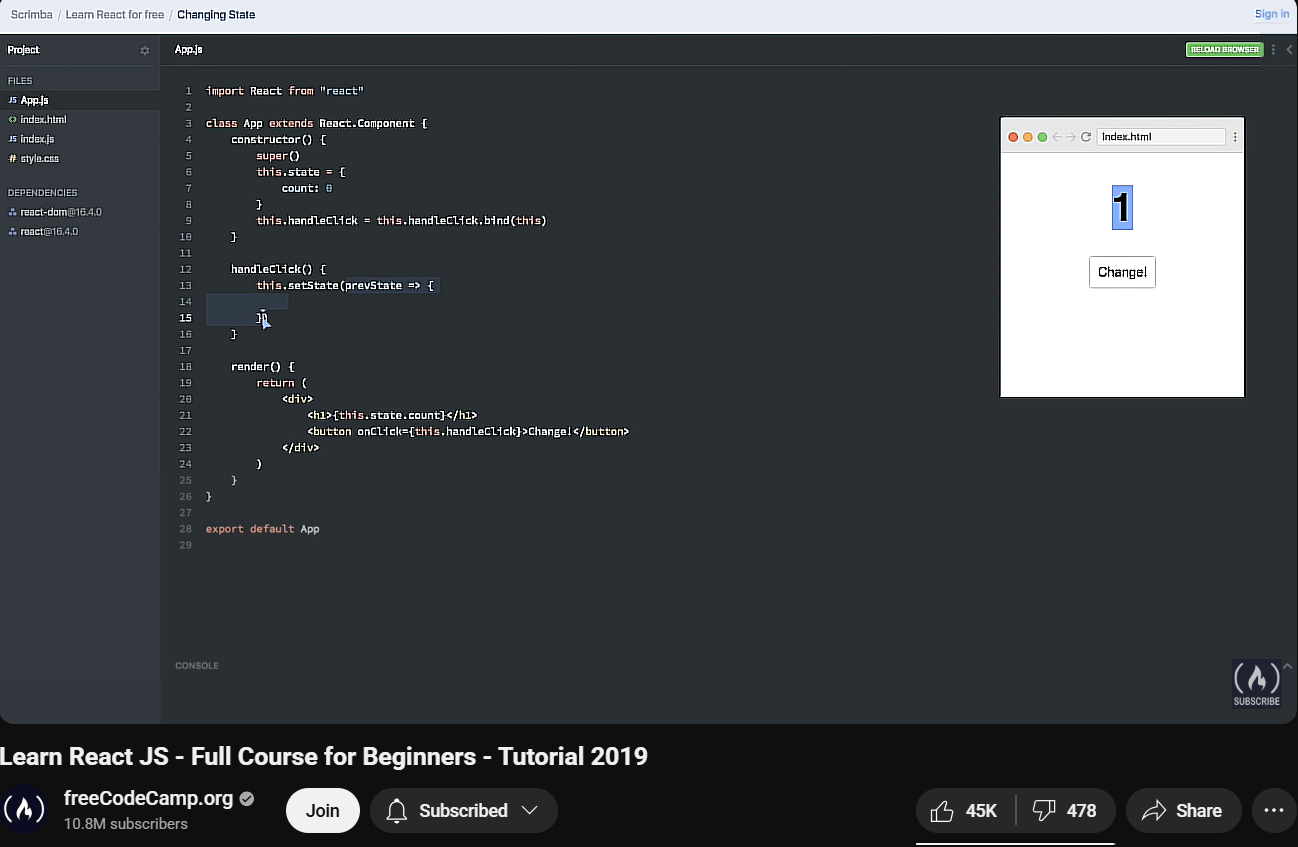 Scrimba / Learn React for free / Changing State
Sign in
Project
App.js
RELOAD BROWSER
FILES
JS App.js
<> index.html
JS index.js
# style.css
DEPENDENCIES
react-dom@16.4.0
react@16.4.0
1 import React from "react"
2
3 class App extends React.Component {
4 constructor() {
5 super()
6 this.state = {
7 count: 0
8 }
9 this.handleClick = this.handleClick.bind(this)
10 }
11
12 handleClick() {
13 this.setState(prevState => {
14
15 })
16 }
17
18 render() {
19 return (
20 <div>
21 <h1>{this.state.count}</h1>
22 <button onClick={this.handleClick}>Change!</button>
23 </div>
24 )
25 }
26 }
27
28 export default App
29
index.html
1
Change!
CONSOLE
SUBSCRIBE
Learn React JS - Full Course for Beginners - Tutorial 2019
freeCodeCamp.org
10.8M subscribers
Join
Subscribed
45K
478
Share